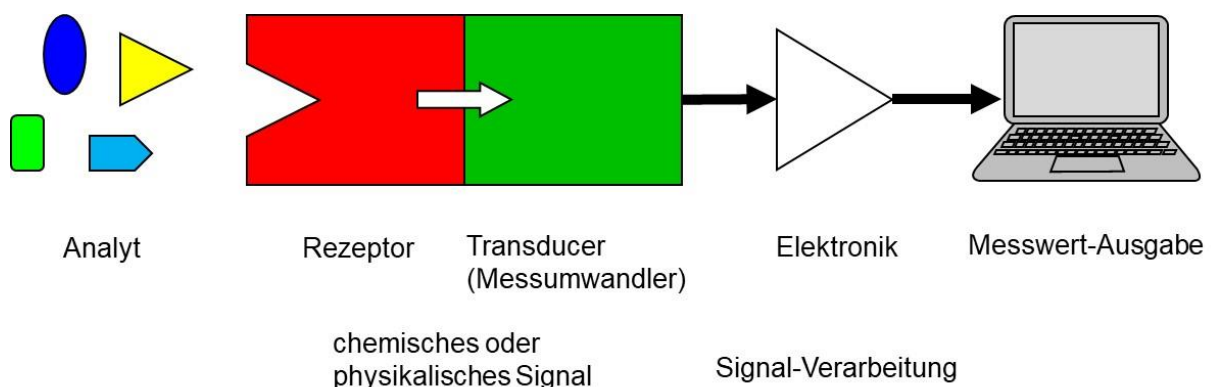 Analyt
Rezeptor
Transducer
(Messumwandler)
Elektronik
Messwert-Ausgabe
chemisches oder
physikalisches Signal
Signal-Verarbeitung